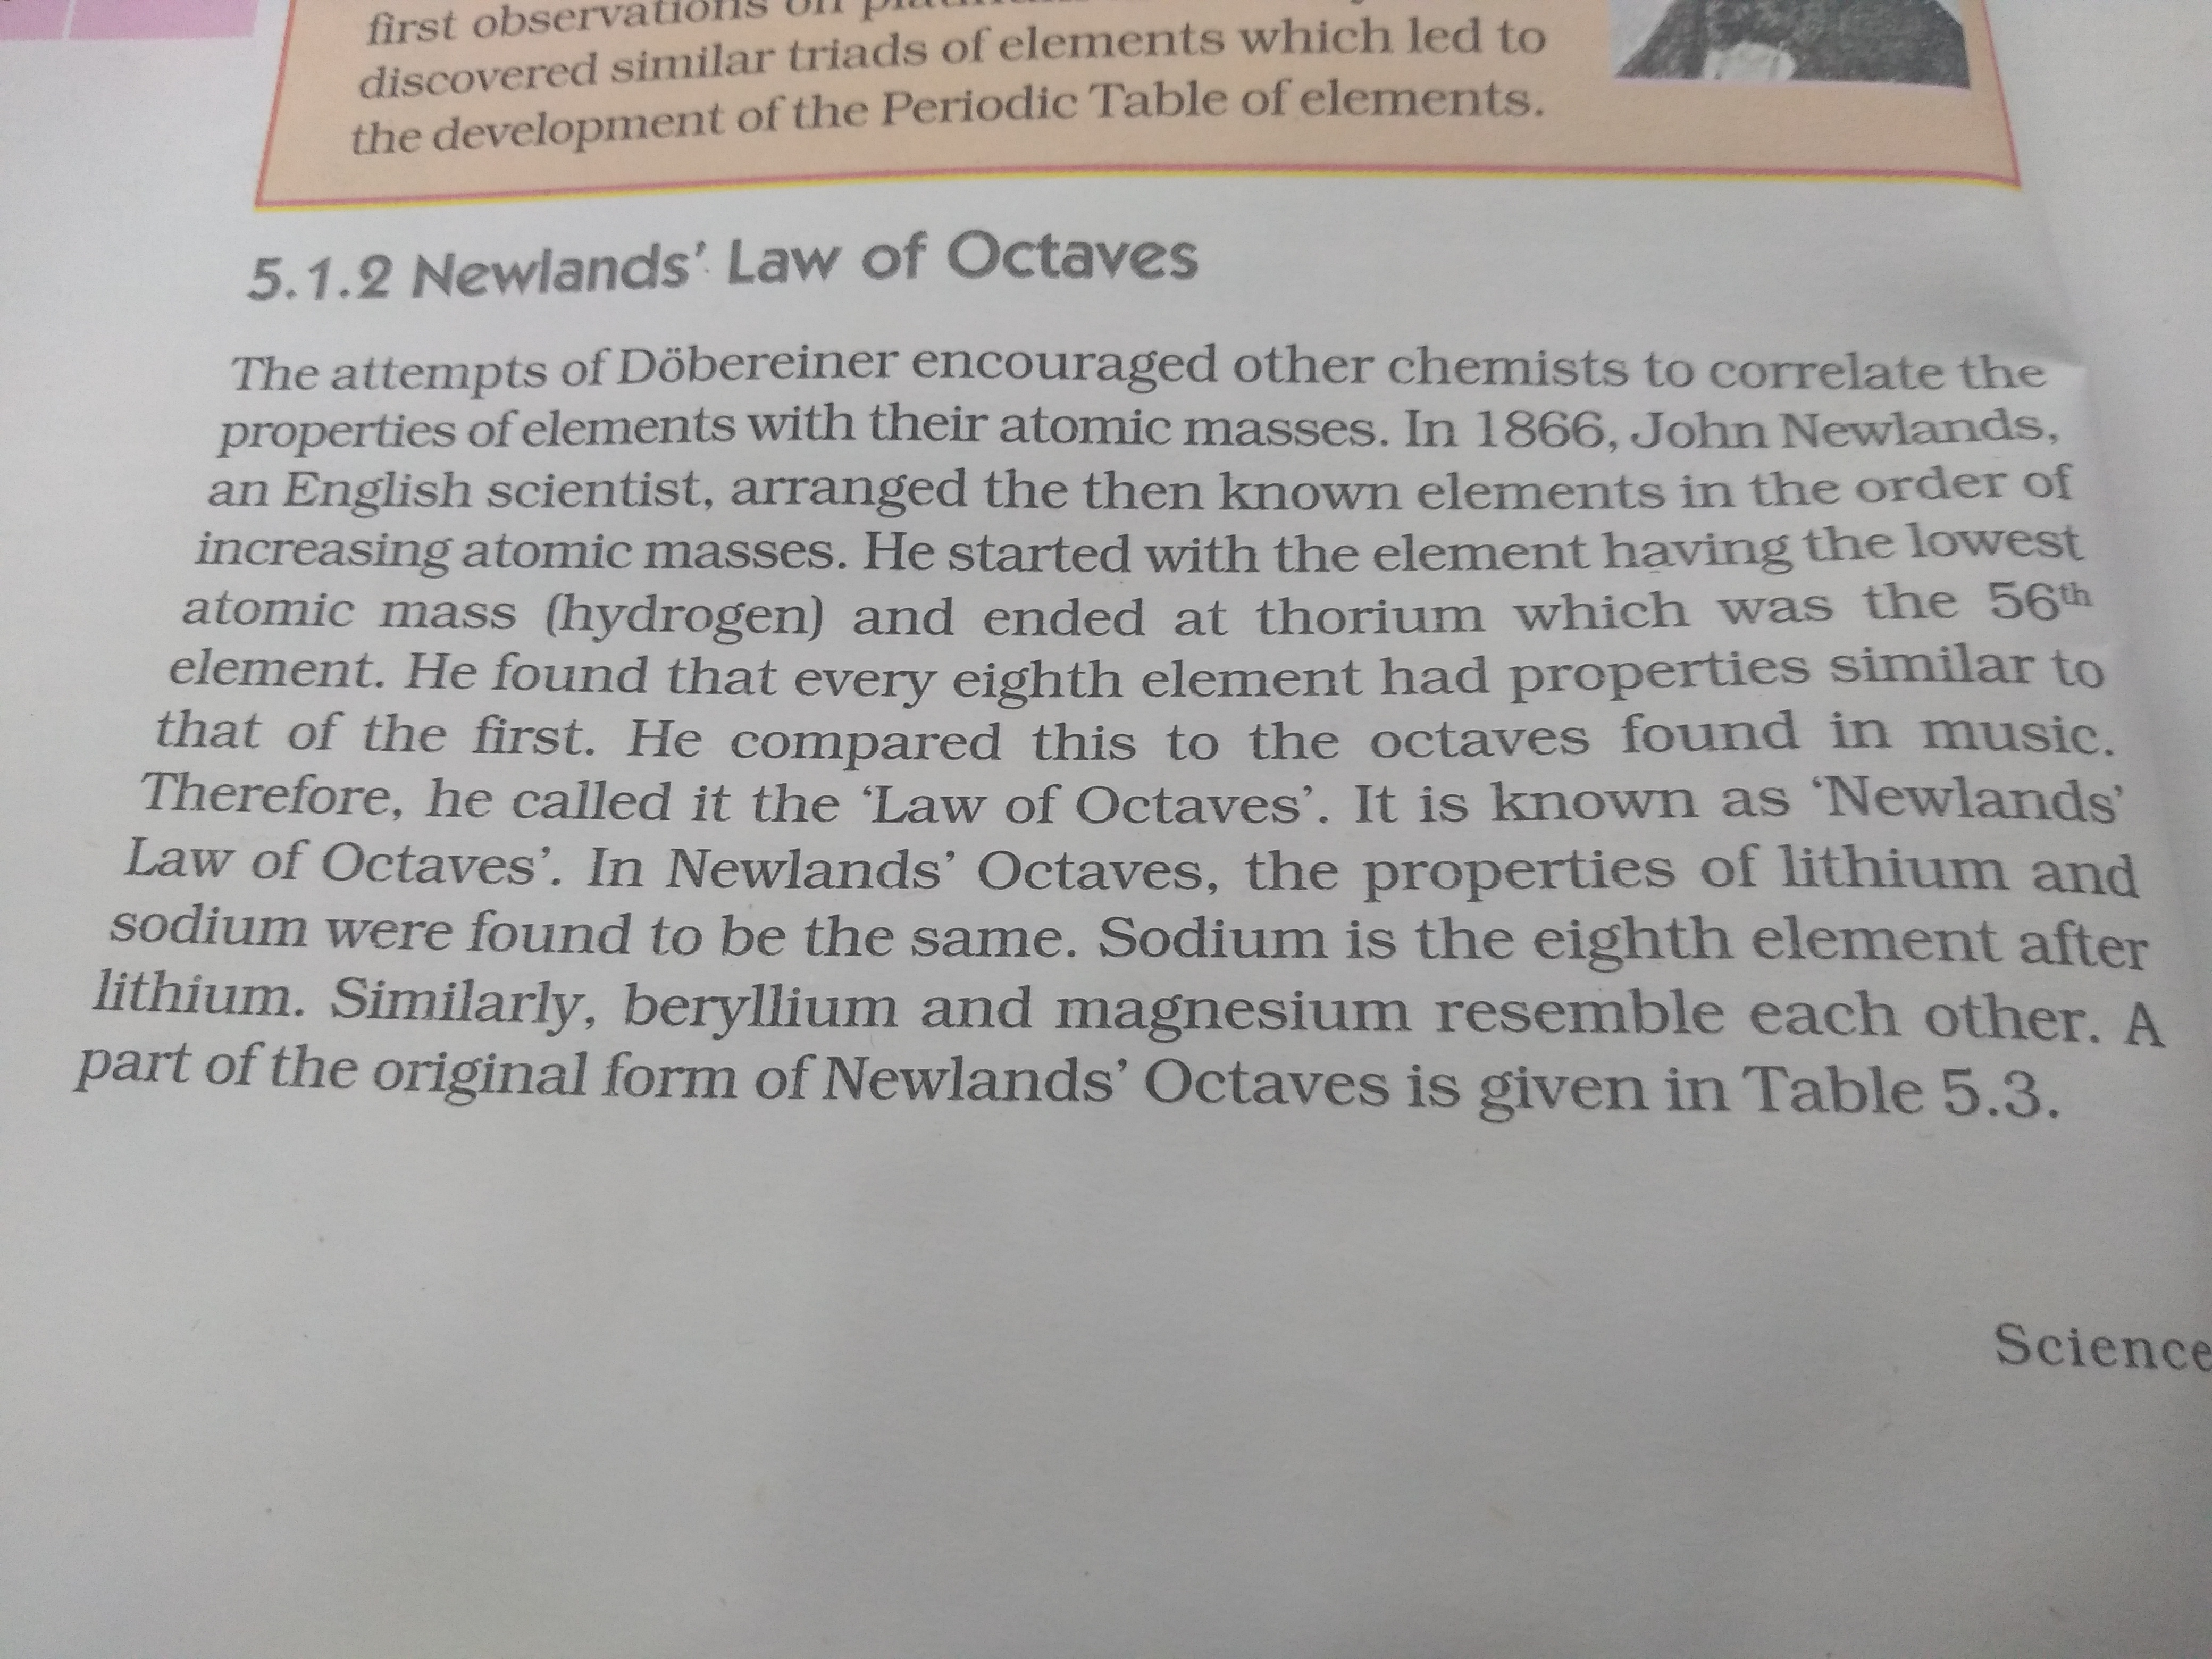 first observations on
discovered similar triads of elements which led to
the development of the Periodic Table of elements.
5.1.2 Newlands’ Law of Octaves
The attempts of Döbereiner encouraged other chemists to correlate the
properties of elements with their atomic masses. In 1866, John Newlands,
an English scientist, arranged the then known elements in the order of
increasing atomic masses. He started with the element having the lowest
atomic mass (hydrogen) and ended at thorium which was the 56th
element. He found that every eighth element had properties similar to
that of the first. He compared this to the octaves found in music.
Therefore, he called it the ‘Law of Octaves’. It is known as ‘Newlands’
Law of Octaves’. In Newlands’ Octaves, the properties of lithium and
sodium were found to be the same. Sodium is the eighth element after
lithium. Similarly, beryllium and magnesium resemble each other. A
part of the original form of Newlands’ Octaves is given in Table 5.3.
Science